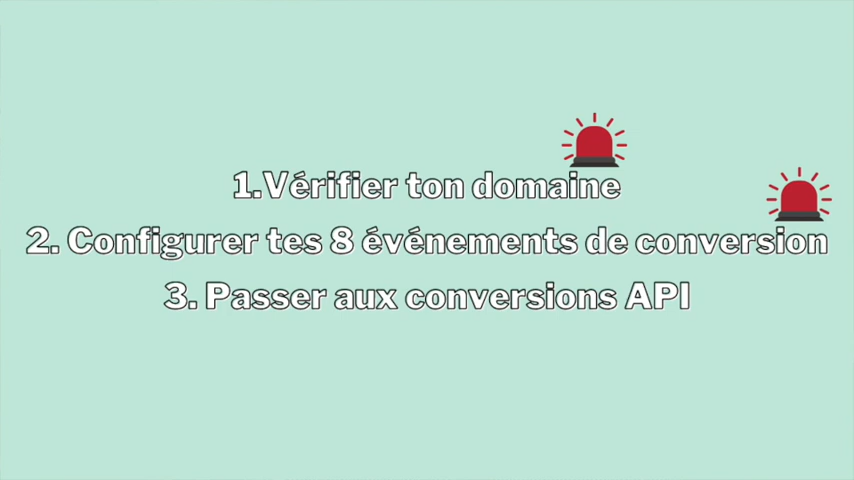 1.Vérifier ton domaine
2. Configurer tes 8 événements de conversion
3. Passer aux conversions API